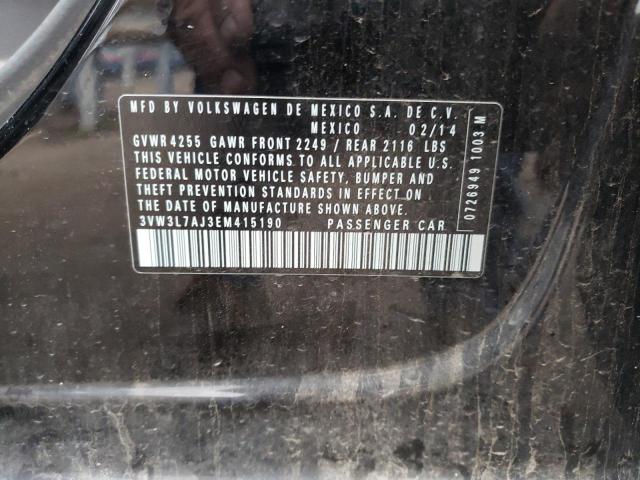 MFD BY VOLKSWAGEN DE MEXICO S.A. DE C.V.
MEXICO 02/14
GVWR 4255 GAWR FRONT 2249 / REAR 2116 LBS
THIS VEHICLE CONFORMS TO ALL APPLICABLE U.S.
FEDERAL MOTOR VEHICLE SAFETY, BUMPER AND
THEFT PREVENTION STANDARDS IN EFFECT ON
THE DATE OF MANUFACTURE SHOWN ABOVE.
3VW3L7AJ3EM415190 PASSENGER CAR
0726949 1003 M